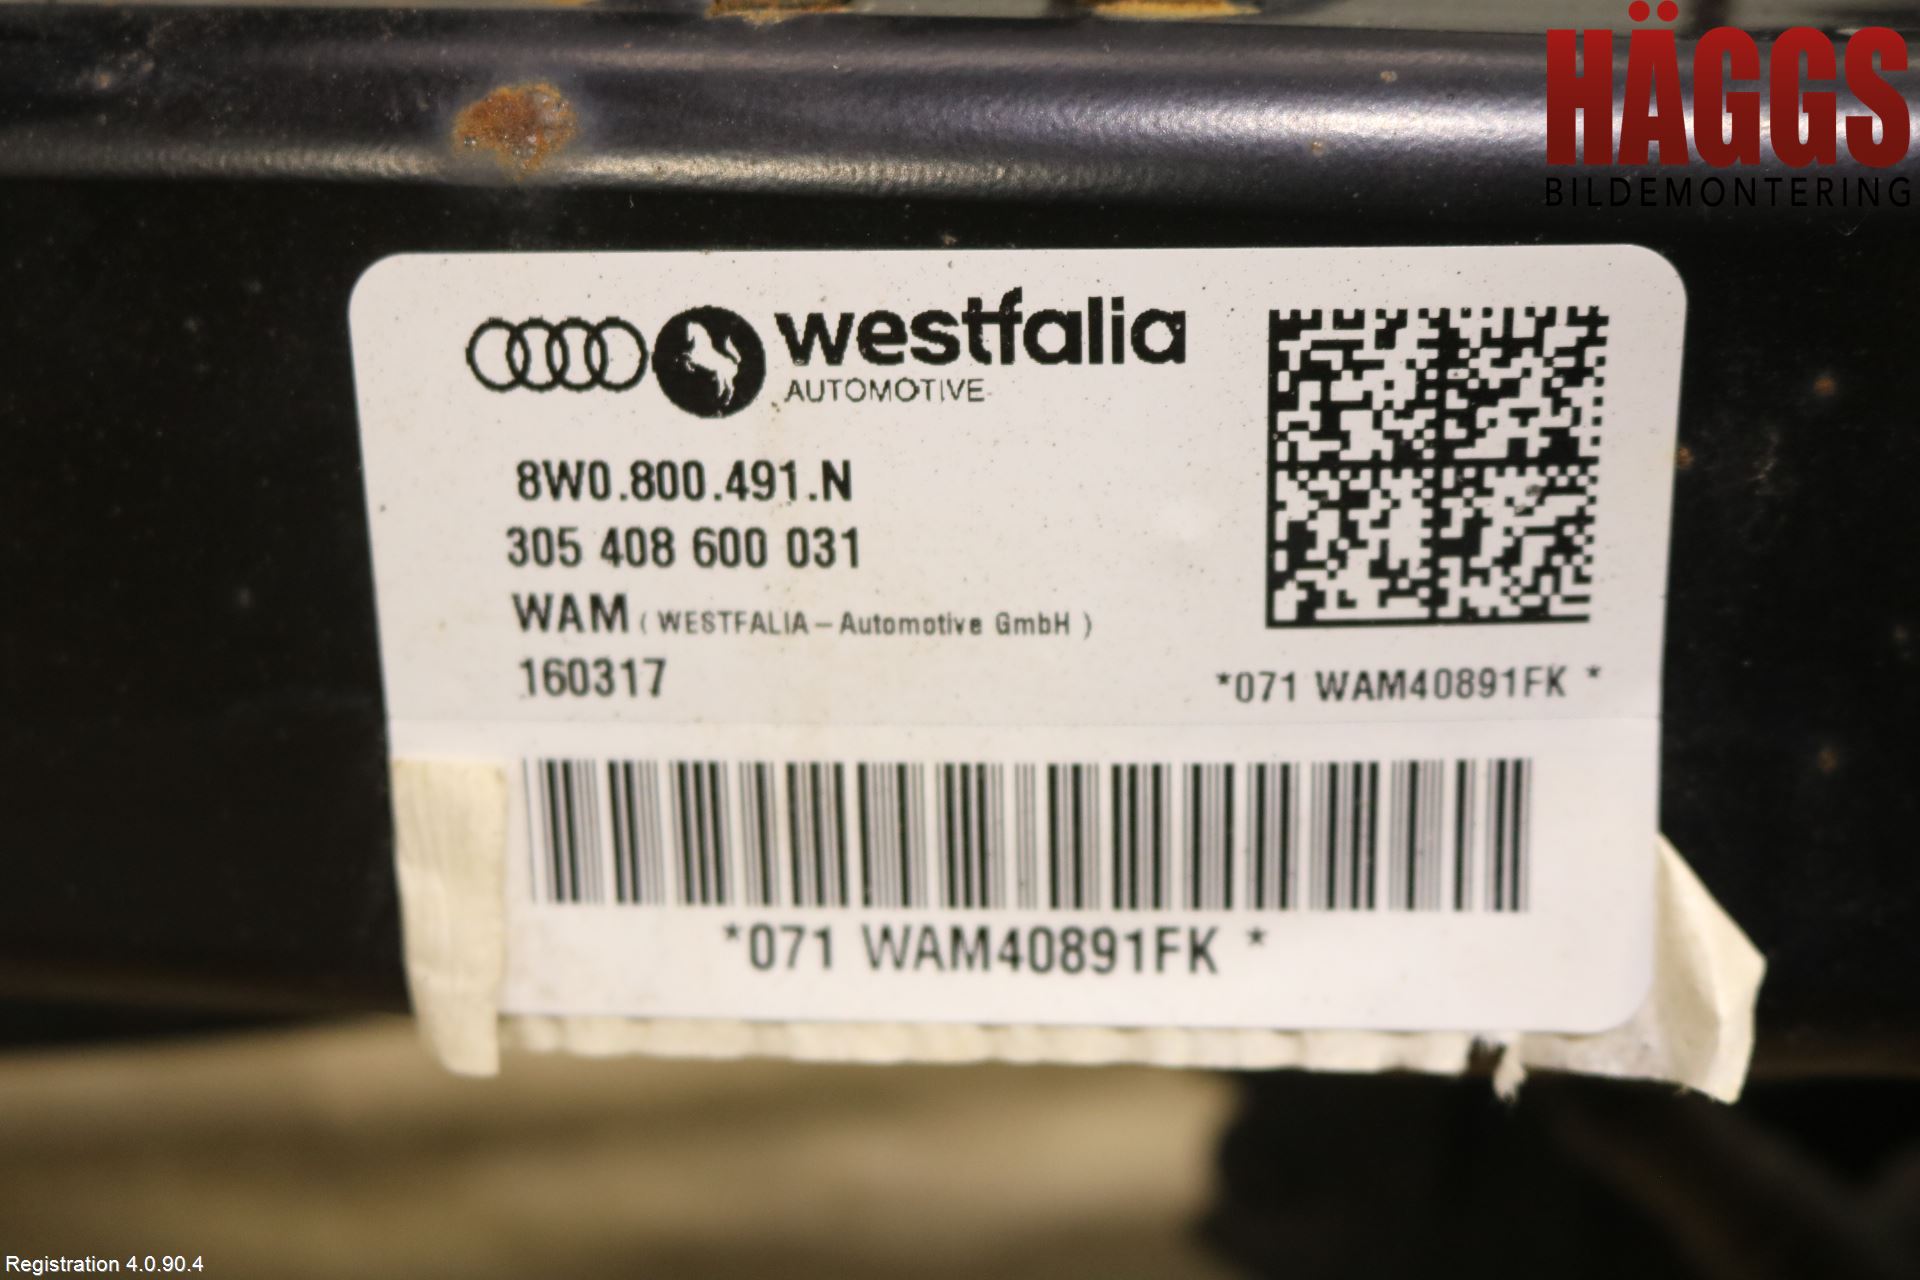 HÄGGS
BILDEMONTERING
westfalia
AUTOMOTIVE
8W0.800.491.N
305 408 600 031
WAM ( WESTFALIA - Automotive GmbH )
160317
*071 WAM40891FK *
*071 WAM40891FK *
Registration 4.0.90.4